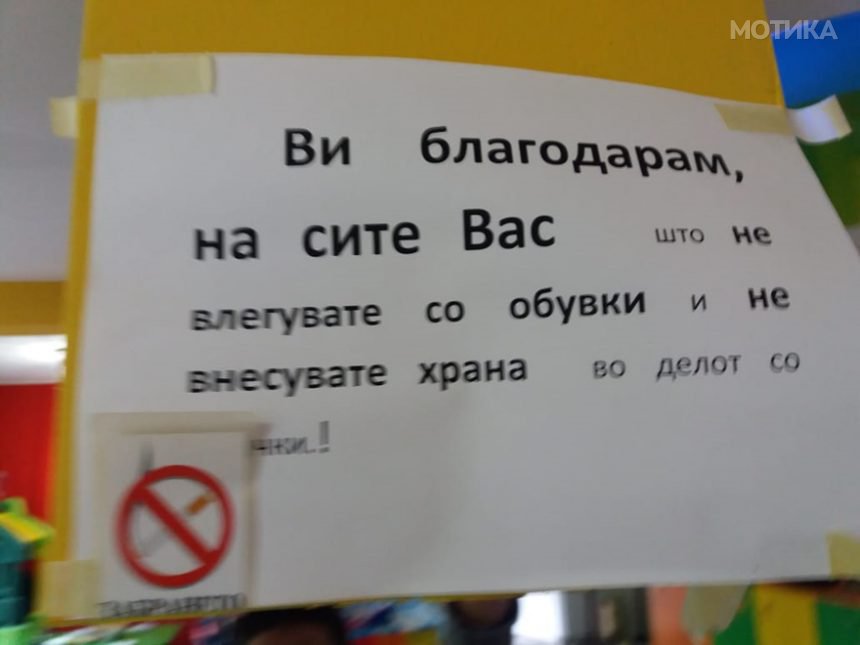 МОТИКА
Ви благодарам,
на сите Вас што не
влегувате со обувки и не
внесувате храна во делот со